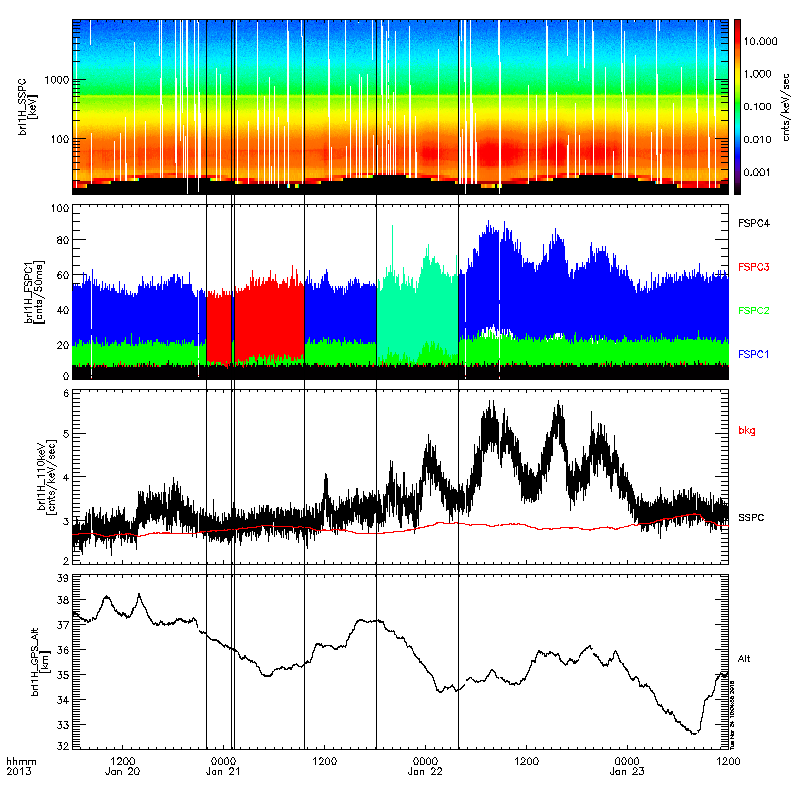 brl1H_SSPC
[keV]
1000
100
10.000
1.000
0.100
0.010
0.001
cnts/keV/sec
brl1H_FSPC1
[cnts/50ms]
100
80
60
40
20
0
FSPC4
FSPC3
FSPC2
FSPC1
brl1H_110keV
[cnts/keV/sec]
6
5
4
3
2
bkg
SSPC
brl1H_GPS_Alt
[km]
39
38
37
36
35
34
33
32
Alt
hhmm
2013
1200
Jan 20
0000
Jan 21
1200
0000
Jan 22
1200
0000
Jan 23
1200